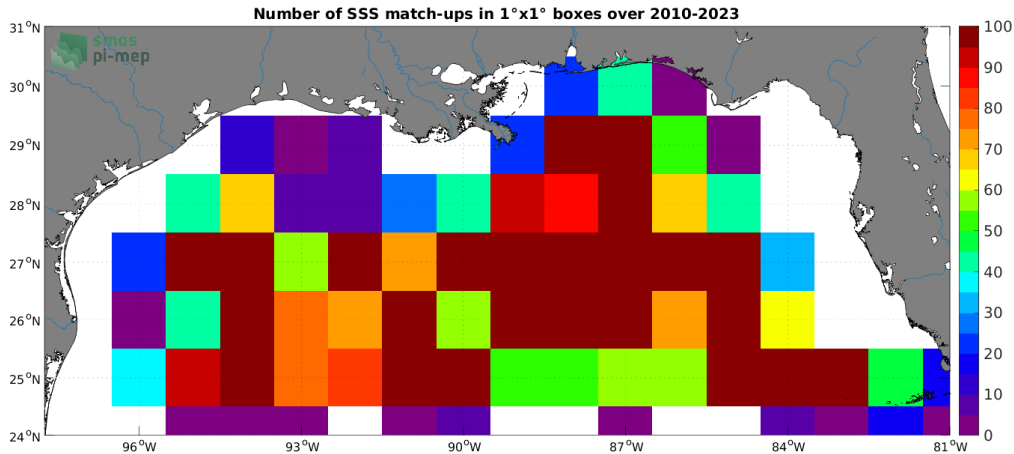 Number of SSS match-ups in 1°x1° boxes over 2010-2023
smos
pi-mep
31°N
30°N
29°N
28°N
27°N
26°N
25°N
24°N
96°W
93°W
90°W
87°W
84°W
81°W
100
90
80
70
60
50
40
30
20
10
0